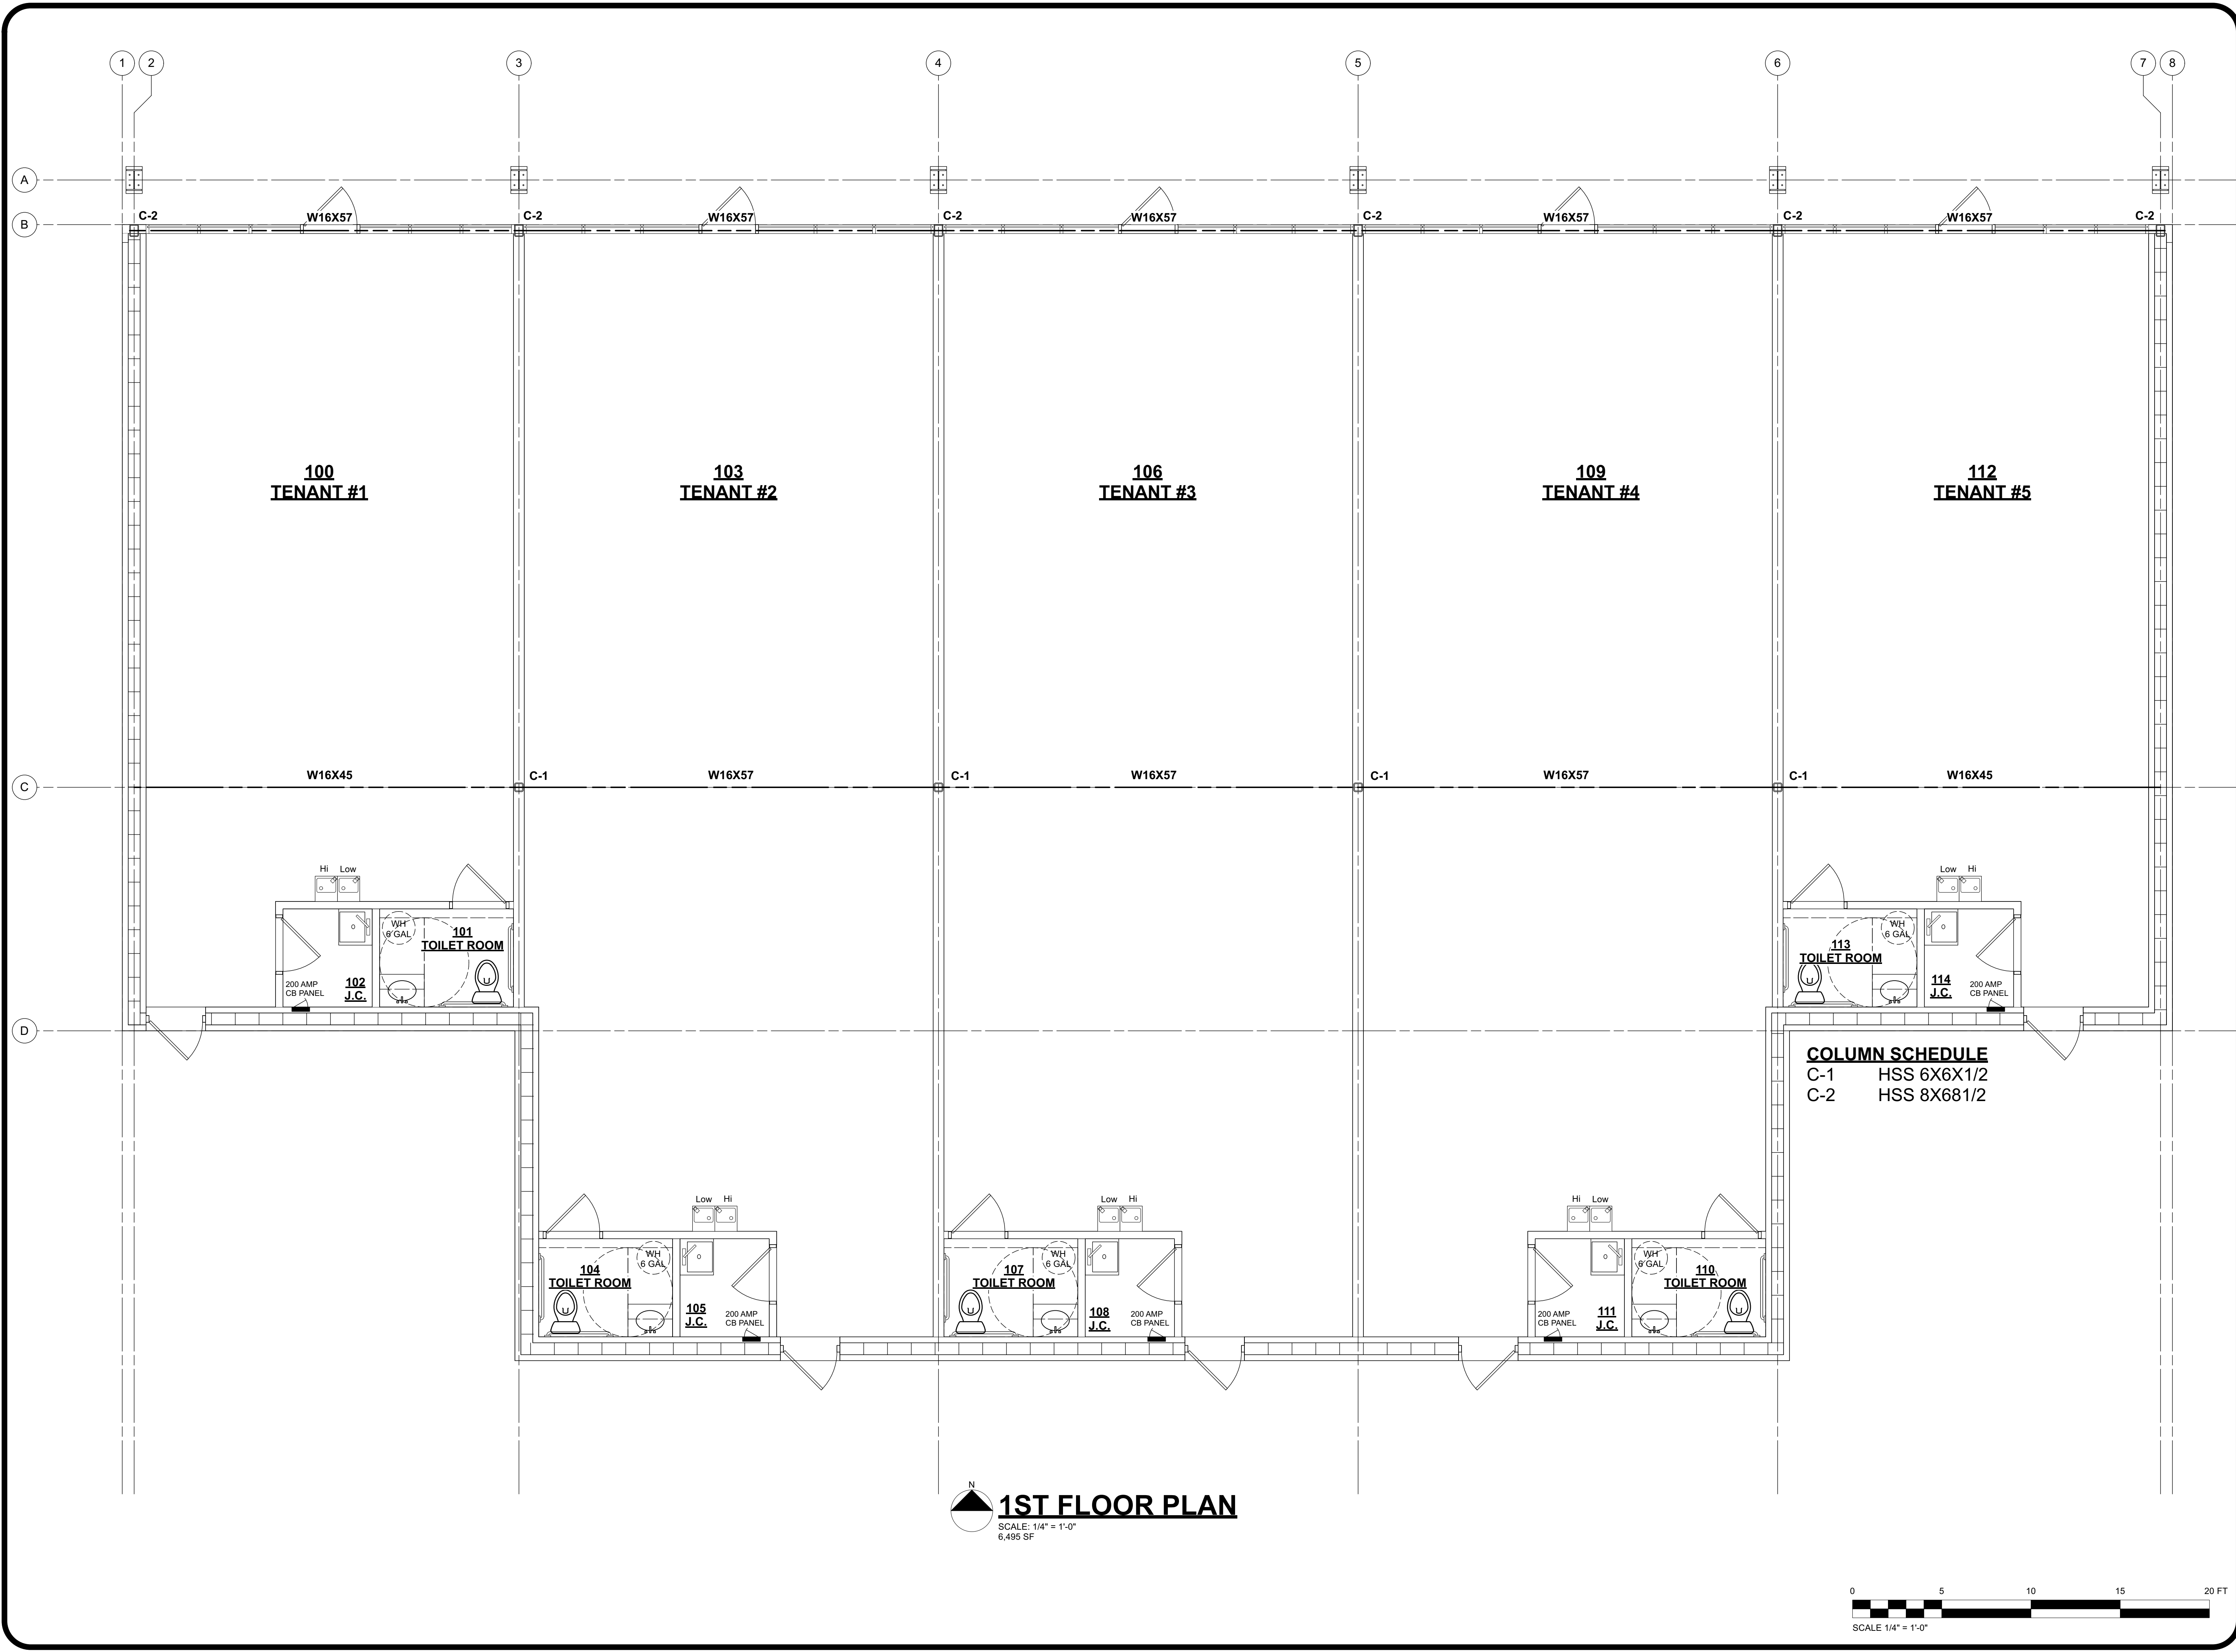 1 2 3 4 5 6 7 8
A
B
C-2 W16X57 C-2 W16X57 C-2 W16X57 C-2 W16X57 C-2 W16X57 C-2
100 103 106 109 112
TENANT #1 TENANT #2 TENANT #3 TENANT #4 TENANT #5
C
W16X45 C-1 W16X57 C-1 W16X57 C-1 W16X57 C-1 W16X45
Hi Low
WH
6 GAL
101
TOILET ROOM
102
J.C.
200 AMP
CB PANEL
Low Hi
WH
6 GAL
113
TOILET ROOM
114
J.C.
200 AMP
CB PANEL
D
COLUMN SCHEDULE
C-1 HSS 6X6X1/2
C-2 HSS 8X681/2
Low Hi
WH
6 GAL
104
TOILET ROOM
105
J.C.
200 AMP
CB PANEL
Low Hi
WH
6 GAL
107
TOILET ROOM
108
J.C.
200 AMP
CB PANEL
Hi Low
WH
6 GAL
110
TOILET ROOM
111
J.C.
200 AMP
CB PANEL
N
1ST FLOOR PLAN
SCALE: 1/4" = 1'-0"
6,495 SF
0 5 10 15 20 FT
SCALE 1/4" = 1'-0"